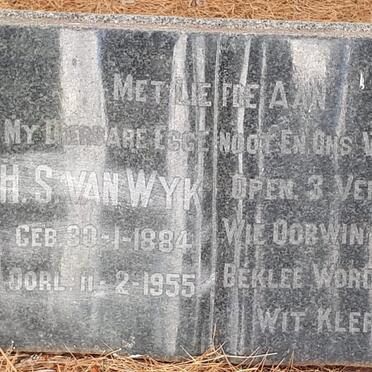 MET LIEFDE AAN
MY DIERBARE EGGENOOT EN ONS V
H. S. VAN WYK OPEN. 3 VE
GEB. 30-1-1884 WIE OORWIN
OORL. 11-2-1955 BEKLEE WORD
WIT KLER